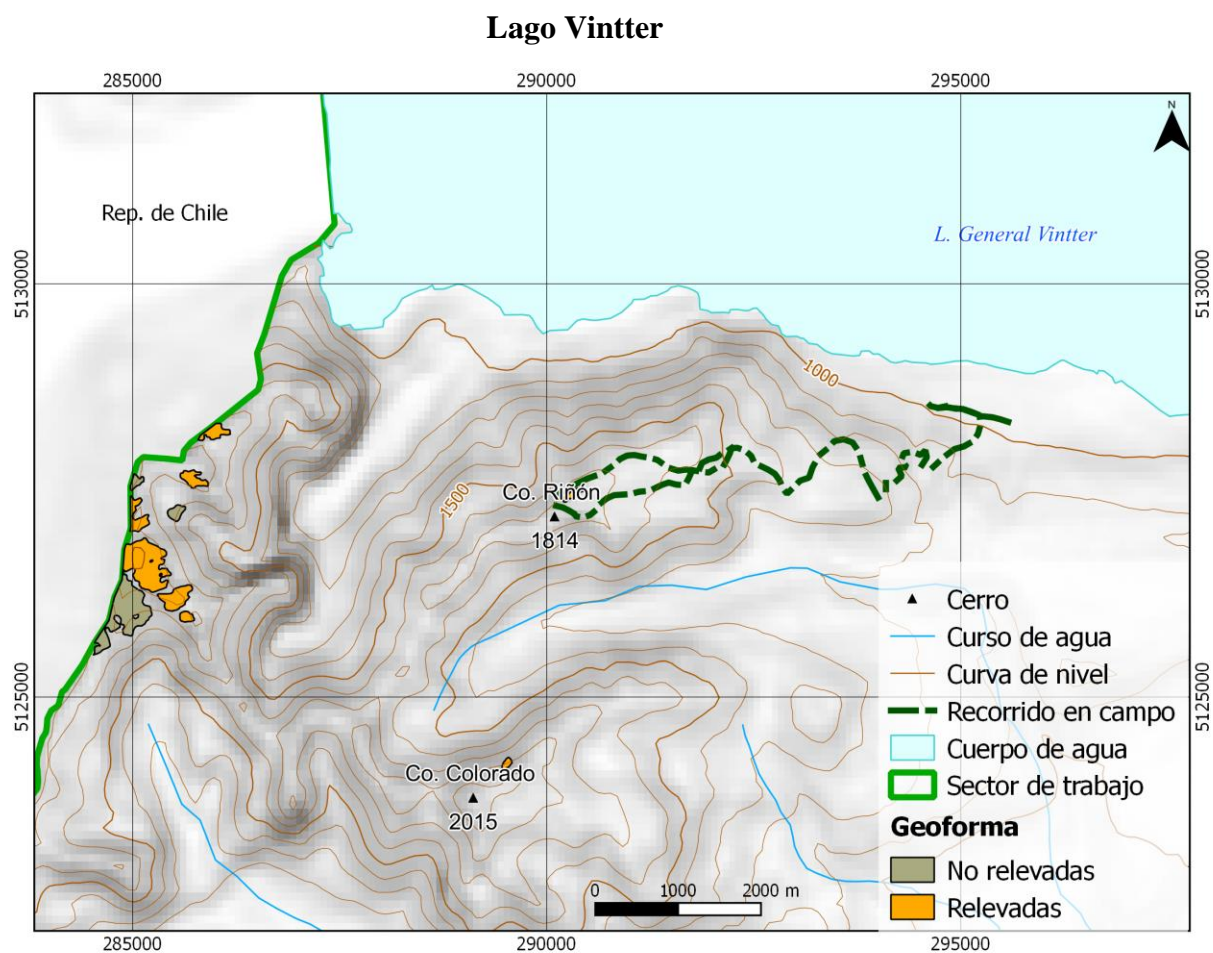 Lago Vintter
285000
290000
295000
N
Rep. de Chile
L. General Vintter
5130000
5130000
1000
Co. Riñón
1500
1814
Cerro
Curso de agua
Curva de nivel
5125000
5125000
Recorrido en campo
Cuerpo de agua
Co. Colorado
Sector de trabajo
2015
Geoforma
No relevadas
0 1000 2000 m
Relevadas
285000
290000
295000